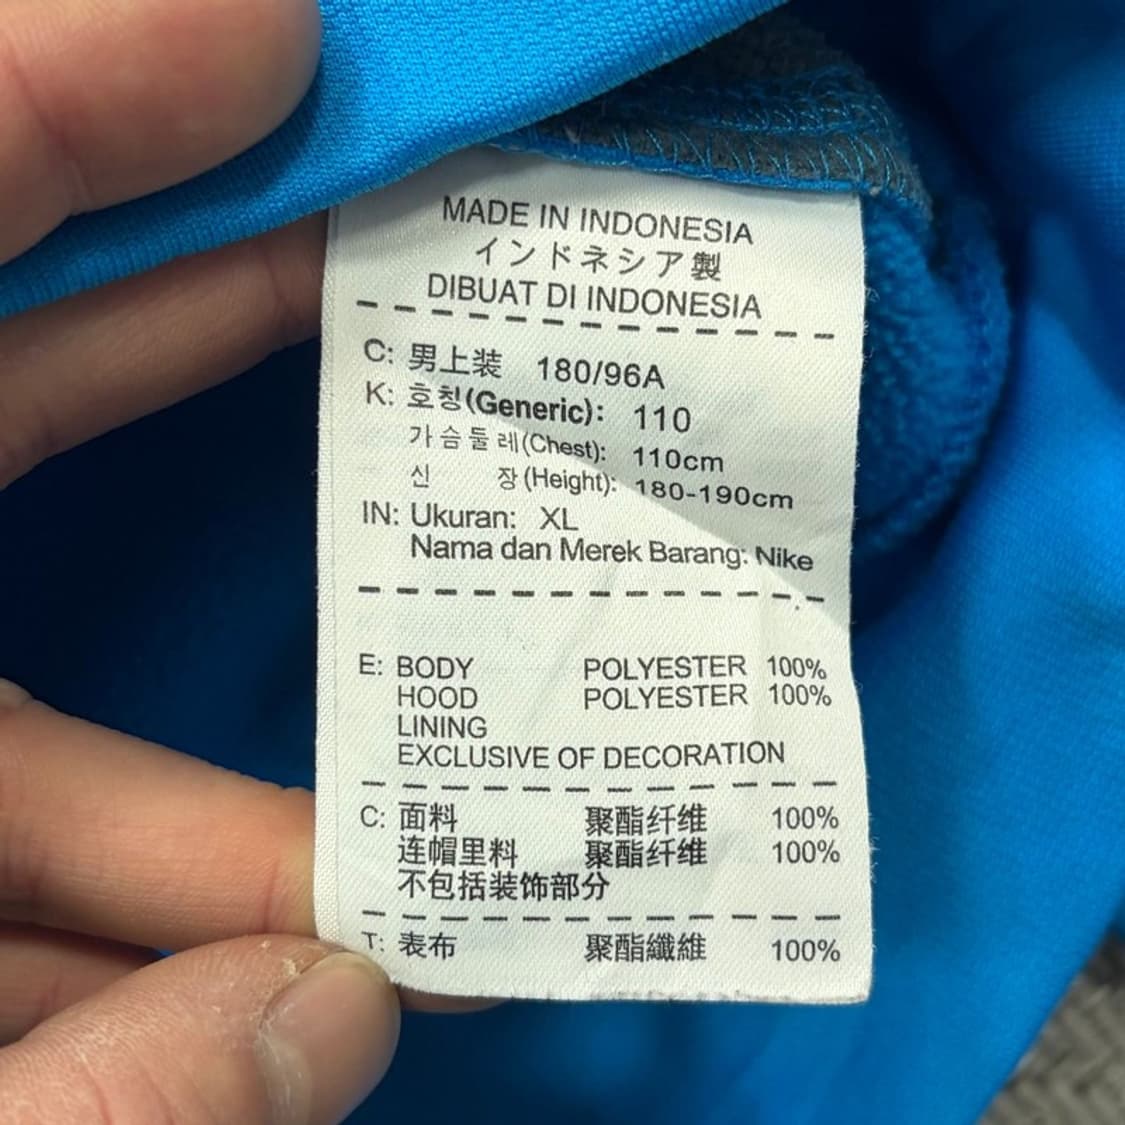 MADE IN INDONESIA
インドネシア製
DIBUAT DI INDONESIA
C: 男上装 180/96A
K: 호칭(Generic): 110
가슴둘레(Chest): 110cm
신 장(Height): 180-190cm
IN: Ukuran: XL
Nama dan Merek Barang: Nike
E: BODY POLYESTER 100%
HOOD POLYESTER 100%
LINING
EXCLUSIVE OF DECORATION
C: 面料 聚酯纤维 100%
连帽里料 聚酯纤维 100%
不包括装饰部分
T: 表布 聚酯纖維 100%